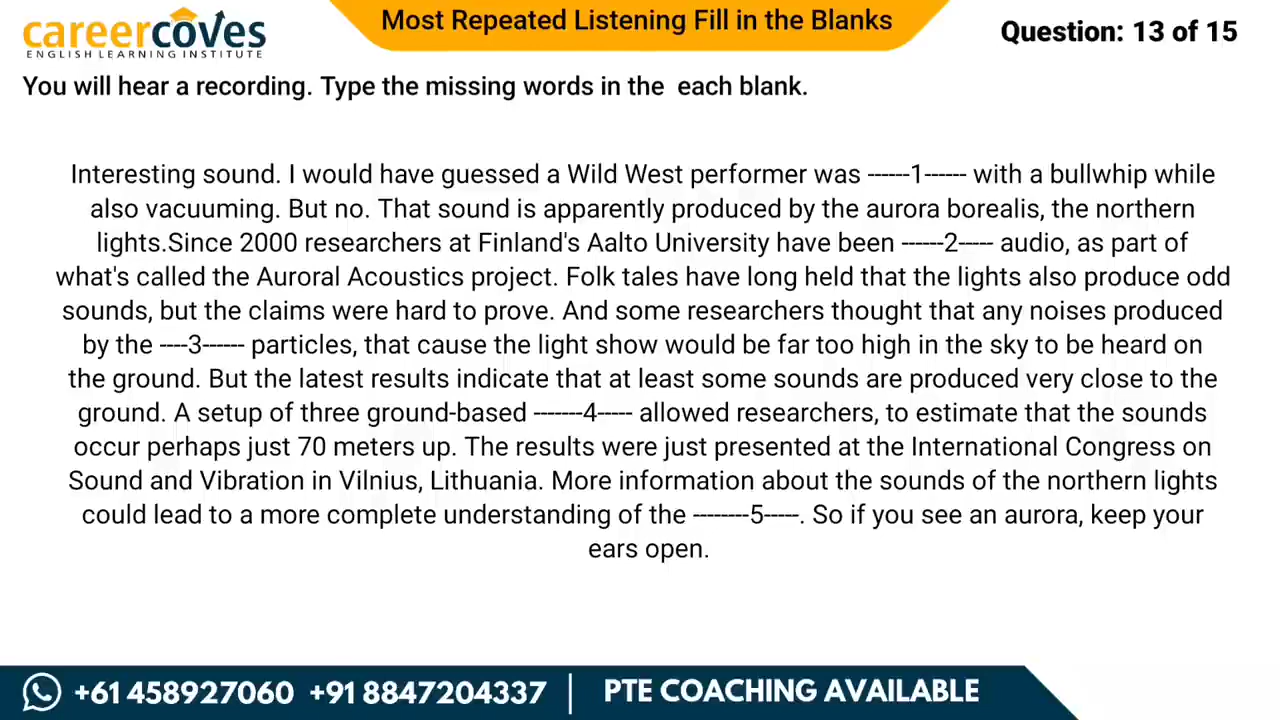 careercoves
ENGLISH LEARNING INSTITUTE
Most Repeated Listening Fill in the Blanks
Question: 13 of 15
You will hear a recording. Type the missing words in the  each blank.
Interesting sound. I would have guessed a Wild West performer was ------1------ with a bullwhip while
also vacuuming. But no. That sound is apparently produced by the aurora borealis, the northern
lights.Since 2000 researchers at Finland's Aalto University have been ------2----- audio, as part of
what's called the Auroral Acoustics project. Folk tales have long held that the lights also produce odd
sounds, but the claims were hard to prove. And some researchers thought that any noises produced
by the ----3------ particles, that cause the light show would be far too high in the sky to be heard on
the ground. But the latest results indicate that at least some sounds are produced very close to the
ground. A setup of three ground-based -------4----- allowed researchers, to estimate that the sounds
occur perhaps just 70 meters up. The results were just presented at the International Congress on
Sound and Vibration in Vilnius, Lithuania. More information about the sounds of the northern lights
could lead to a more complete understanding of the --------5-----. So if you see an aurora, keep your
ears open.
+61 458927060 +91 8847204337 | PTE COACHING AVAILABLE